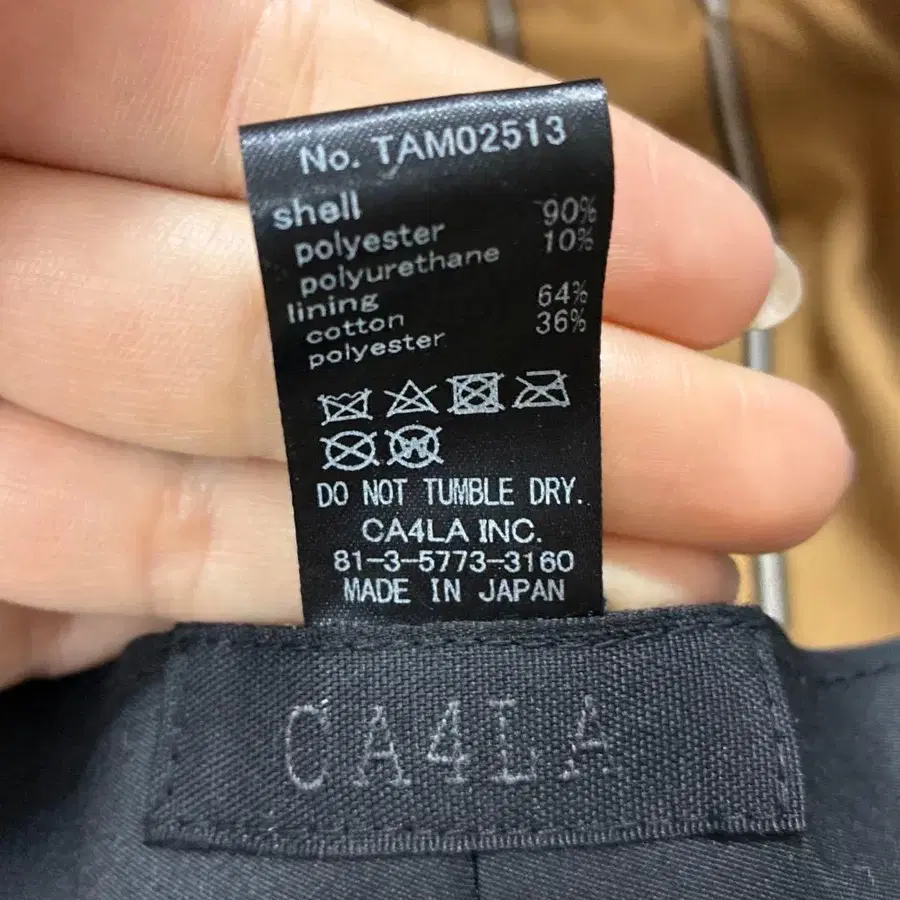 No. TAM02513
shell
polyester 90%
polyurethane 10%
lining
cotton 64%
polyester 36%
W
DO NOT TUMBLE DRY.
CA4LA INC.
81-3-5773-3160
MADE IN JAPAN
CA4LA